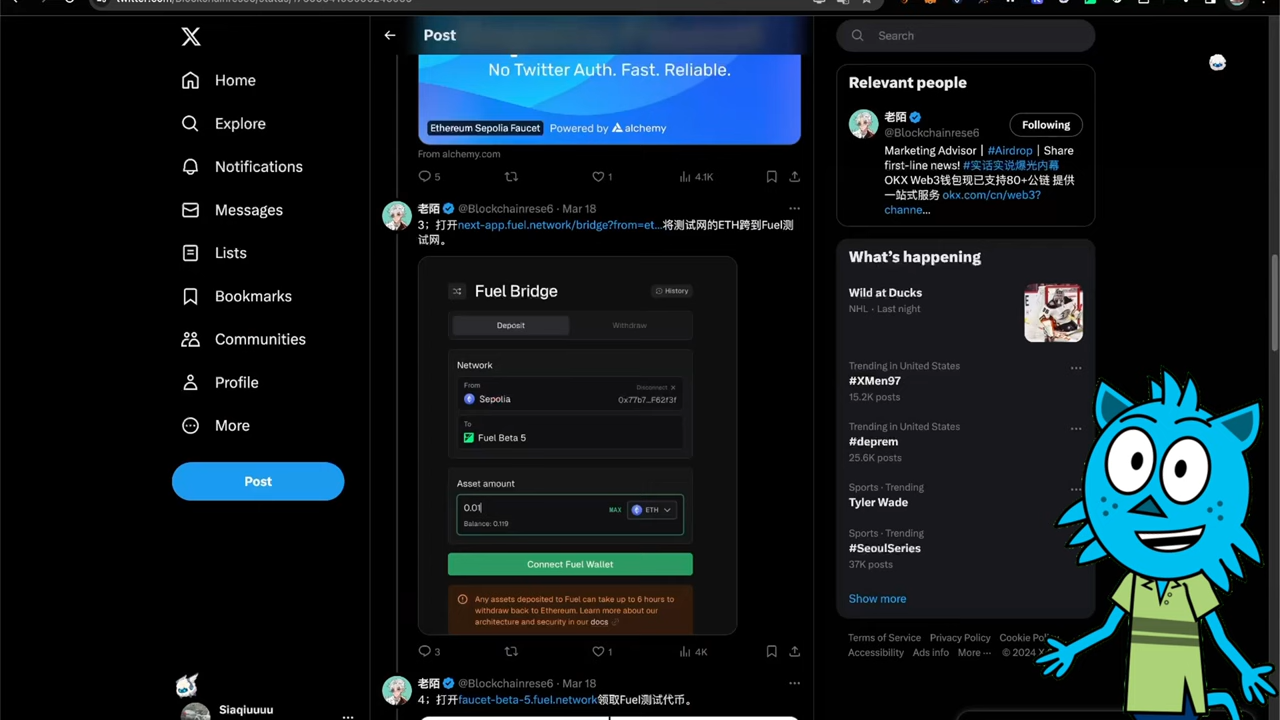 Post
Search
Home
Explore
Notifications
Messages
Lists
Bookmarks
Communities
Profile
More
Post
Siaqiuuuu
No Twitter Auth. Fast. Reliable.
Ethereum Sepolia Faucet
Powered by alchemy
From alchemy.com
5
1
4.1K
老陌 @Blockchainrese6 · Mar 18
3；打开next-app.fuel.network/bridge?from=et...将测试网的ETH跨到Fuel测
试网。
Fuel Bridge
History
Deposit
Withdraw
Network
From
Disconnect
Sepolia
0x77b7...F62f3f
To
Fuel Beta 5
Asset amount
0.01
MAX
ETH
Balance: 0.119
Connect Fuel Wallet
Any assets deposited to Fuel can take up to 6 hours to
withdraw back to Ethereum. Learn more about our
architecture and security in our docs
3
1
4K
老陌 @Blockchainrese6 · Mar 18
4；打开faucet-beta-5.fuel.network领取Fuel测试代币。
Relevant people
老陌
@Blockchainrese6
Following
Marketing Advisor | #Airdrop | Share
first-line news! #实话实说爆光内幕
OKX Web3钱包现已支持80+公链 提供
一站式服务 okx.com/cn/web3?
channe...
What's happening
Wild at Ducks
NHL · Last night
Trending in United States
#XMen97
15.2K posts
Trending in United States
#deprem
25.6K posts
Sports · Trending
Tyler Wade
Sports · Trending
#SeoulSeries
37K posts
Show more
Terms of Service
Privacy Policy
Cookie
Accessibility
Ads info
More
© 2024 X